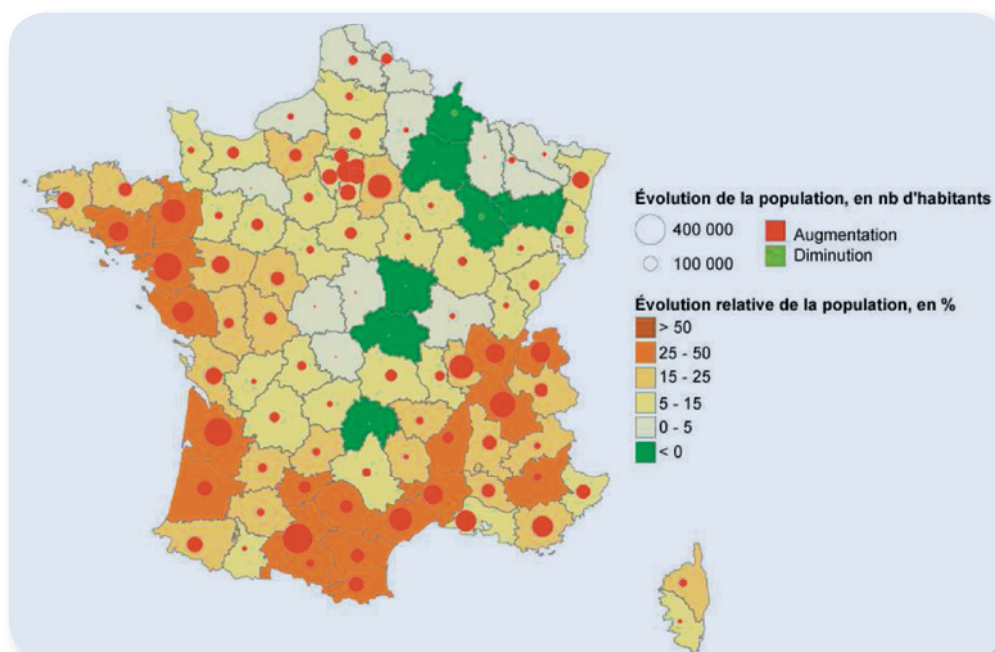 Évolution de la population, en nb d'habitants
400 000
100 000
Augmentation
Diminution
Évolution relative de la population, en %
> 50
25 - 50
15 - 25
5 - 15
0 - 5
< 0